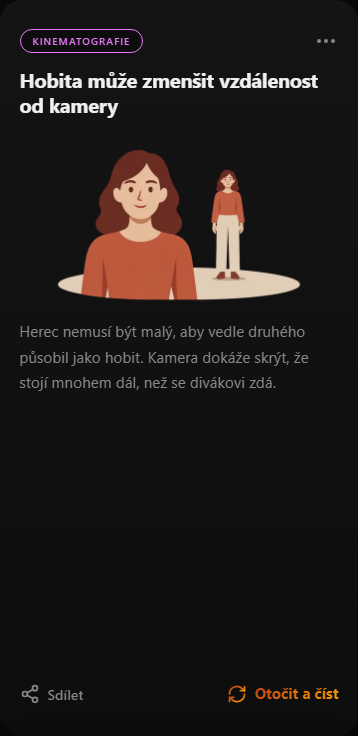 KINEMATOGRAFIE
Hobita může zmenšit vzdálenost
od kamery
Herec nemusí být malý, aby vedle druhého
působil jako hobit. Kamera dokáže skrýt, že
stojí mnohem dál, než se divákovi zdá.
Sdílet
Otočit a číst